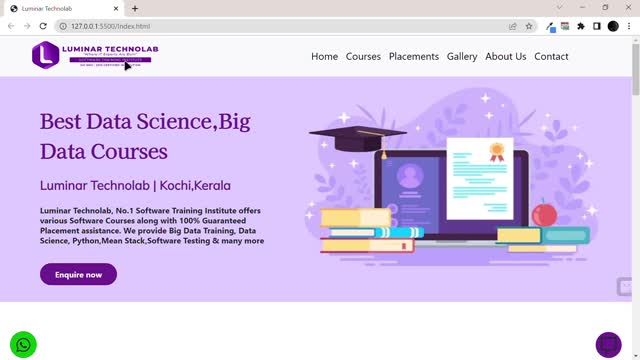 Luminar Technolab
127.0.0.1:5500/Index.html
LUMINAR TECHNOLAB
"Where IT Experts Are Born"
SOFTWARE TRAINING INSTITUTE
Home Courses Placements Gallery About Us Contact
Best Data Science,Big
Data Courses
Luminar Technolab | Kochi,Kerala
Luminar Technolab, No.1 Software Training Institute offers
various Software Courses along with 100% Guaranteed
Placement assistance. We provide Big Data Training, Data
Science, Python,Mean Stack,Software Testing & many more
Enquire now